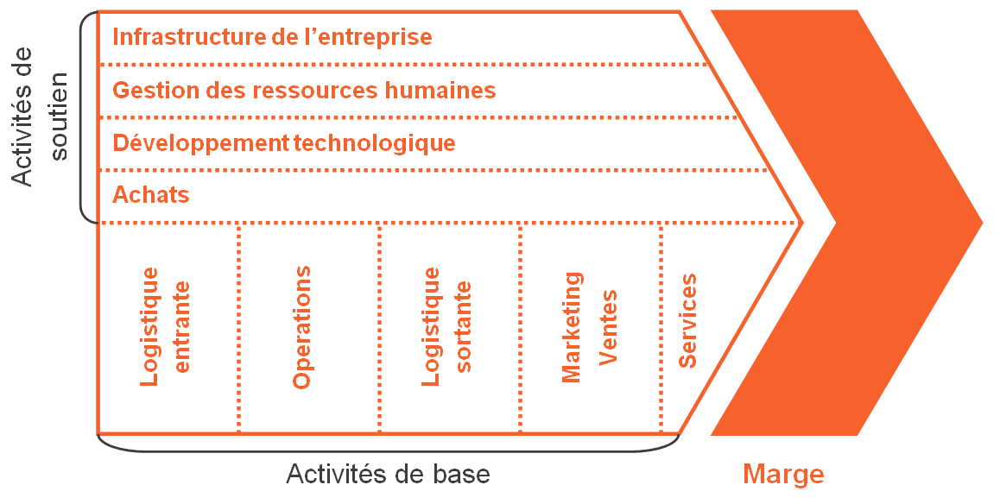 Activités de
soutien
Infrastructure de l’entreprise
Gestion des ressources humaines
Développement technologique
Achats
Logistique
entrante
Operations
Logistique
sortante
Marketing
Ventes
Services
Activités de base
Marge